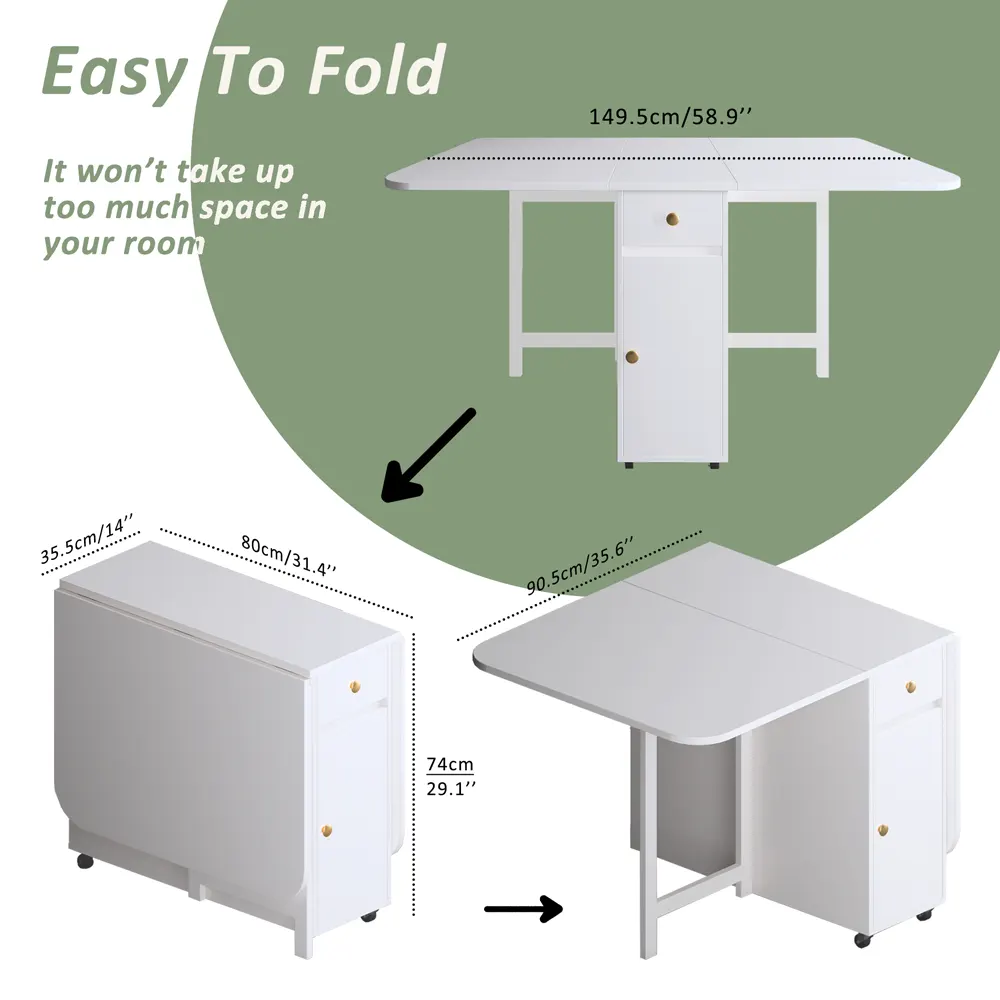 Easy To Fold
It won’t take up
too much space in
your room
149.5cm/58.9’’
35.5cm/14’’
80cm/31.4’’
90.5cm/35.6’’
74cm
29.1’’